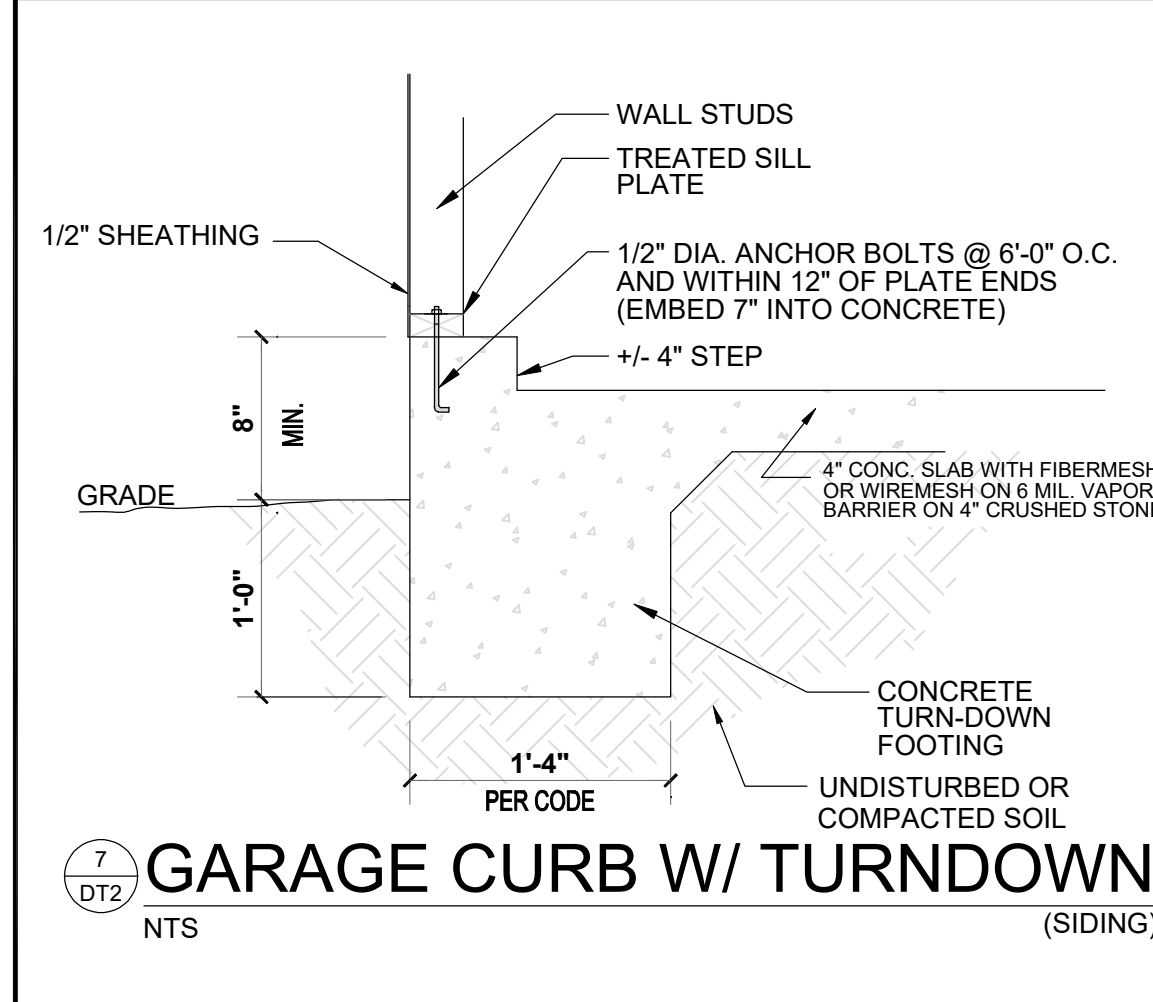 WALL STUDS
TREATED SILL
PLATE
1/2" SHEATHING
1/2" DIA. ANCHOR BOLTS @ 6'-0" O.C.
AND WITHIN 12" OF PLATE ENDS
(EMBED 7" INTO CONCRETE)
+/- 4" STEP
8"
MIN.
4" CONC. SLAB WITH FIBERMESH
OR WIREMESH ON 6 MIL. VAPOR
BARRIER ON 4" CRUSHED STON
GRADE
1'-0"
CONCRETE
TURN-DOWN
FOOTING
1'-4"
PER CODE
UNDISTURBED OR
COMPACTED SOIL
7
DT2
GARAGE CURB W/ TURNDOWN
NTS
(SIDING)